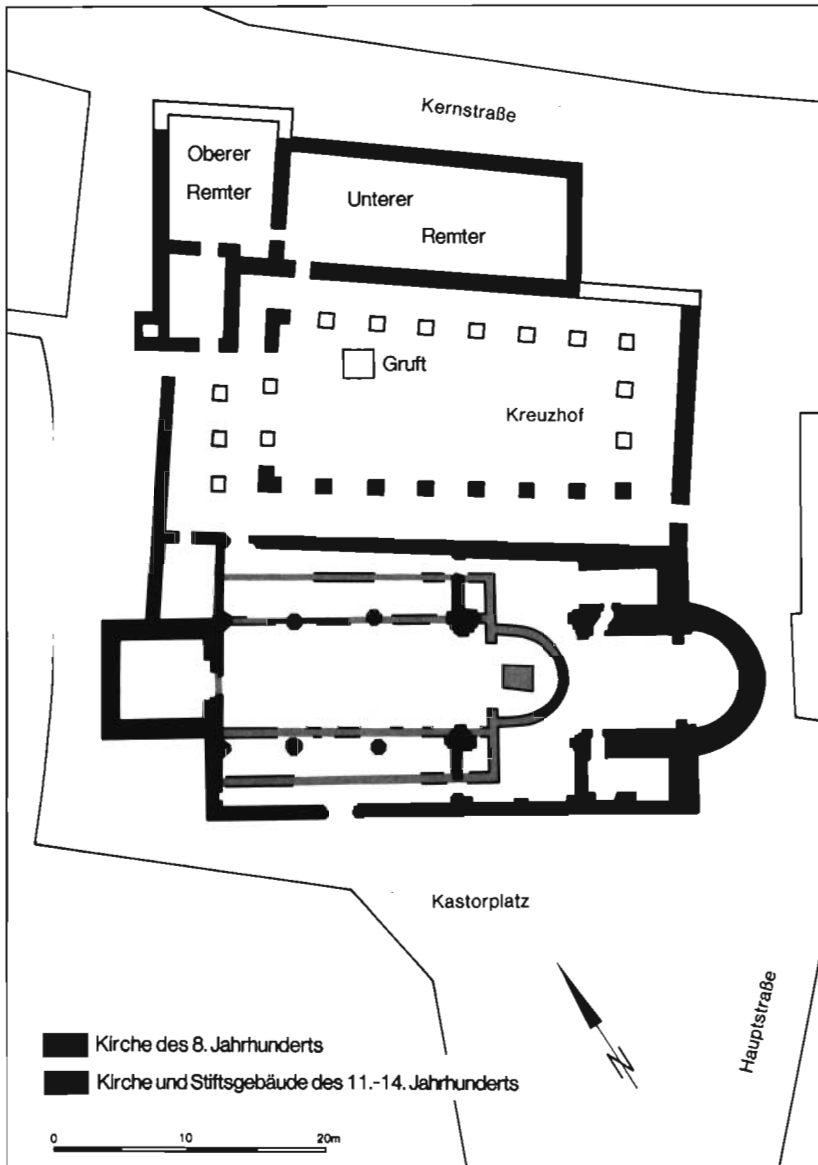 Kernstraße
Oberer
Remter
Unterer
Remter
Gruft
Kreuzhof
Kastorplatz
Hauptstraße
N
Kirche des 8. Jahrhunderts
Kirche und Stiftsgebäude des 11.-14. Jahrhunderts
0 10 20m